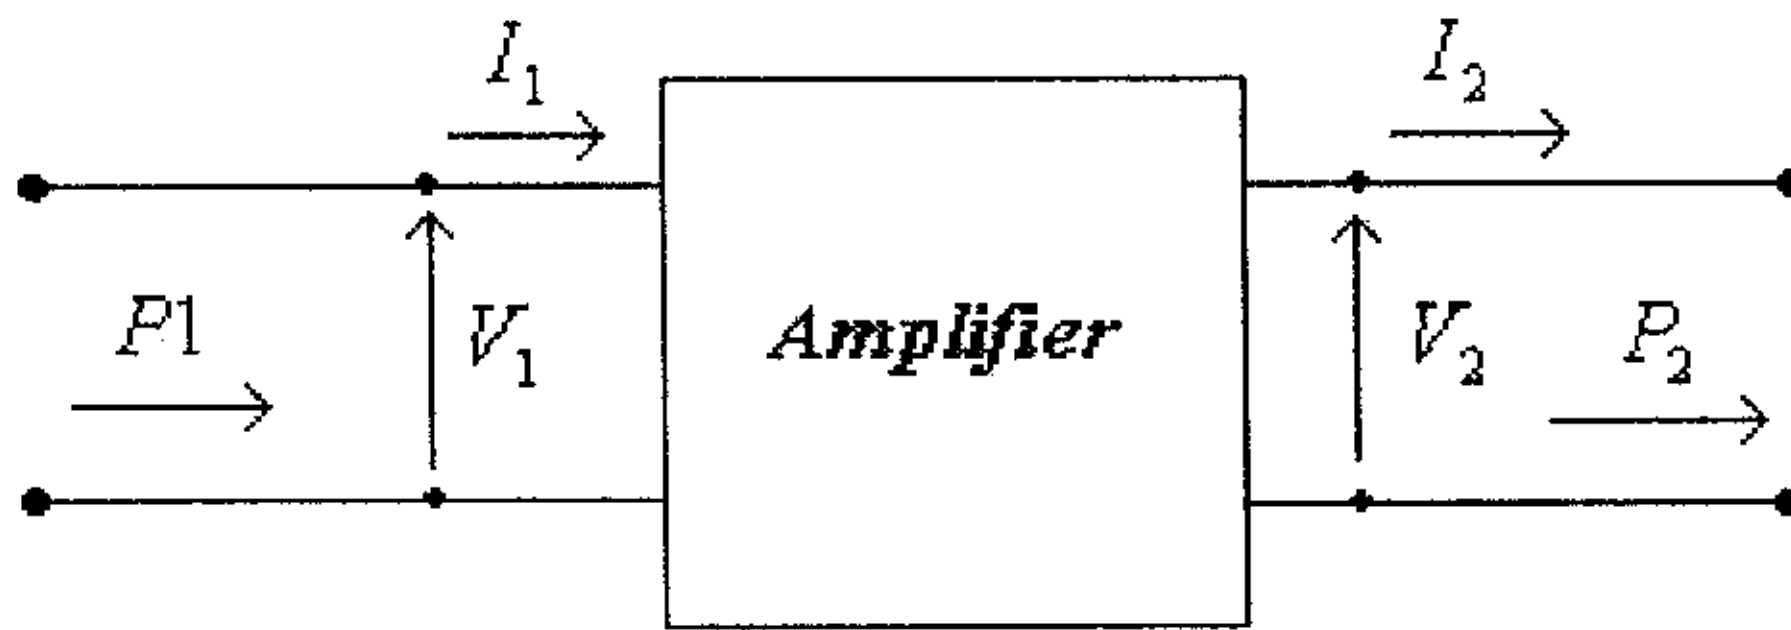 I₁ I₂
P1 V₁ Amplifier V₂ P₂